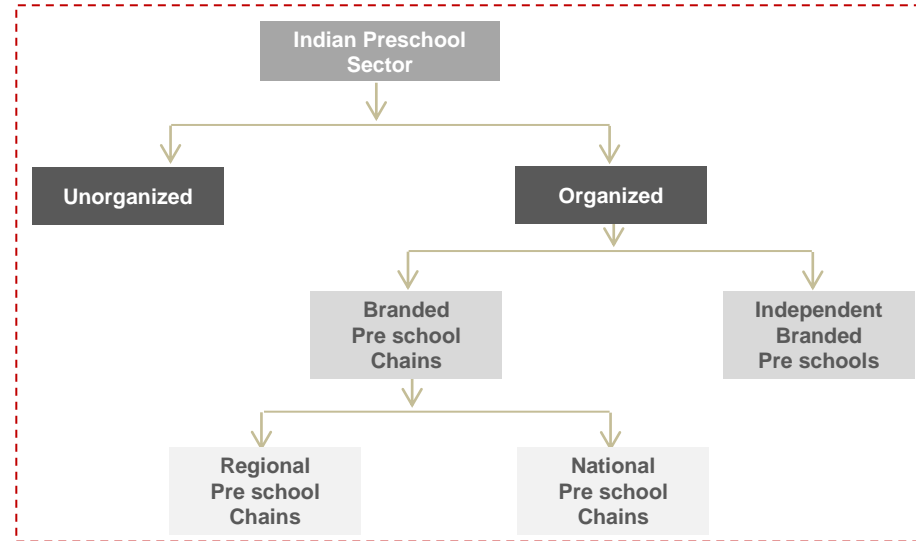 Indian Preschool
Sector
Unorganized
Organized
Branded
Pre school
Chains
Independent
Branded
Pre schools
Regional
Pre school
Chains
National
Pre school
Chains